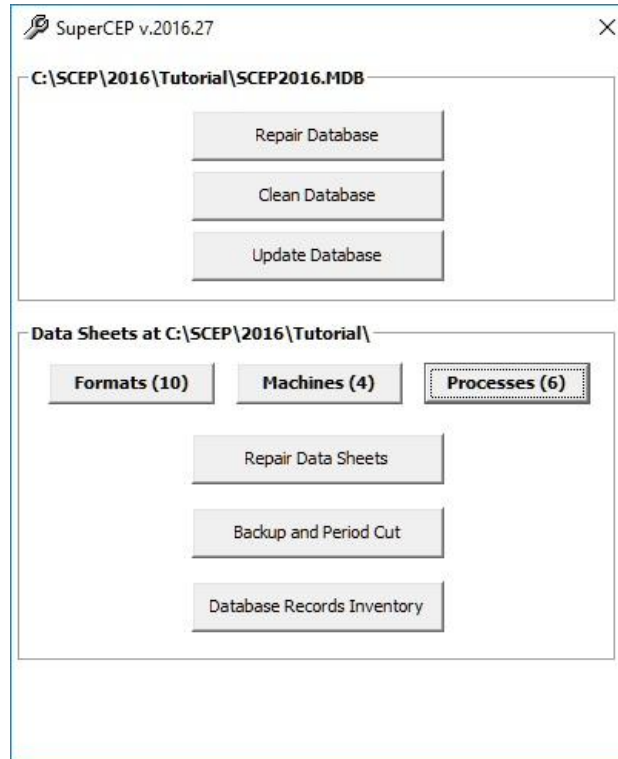 SuperCEP v.2016.27
C:\SCEP\2016\Tutorial\SCEP2016.MDB
Repair Database
Clean Database
Update Database
Data Sheets at C:\SCEP\2016\Tutorial\
Formats (10) Machines (4) Processes (6)
Repair Data Sheets
Backup and Period Cut
Database Records Inventory